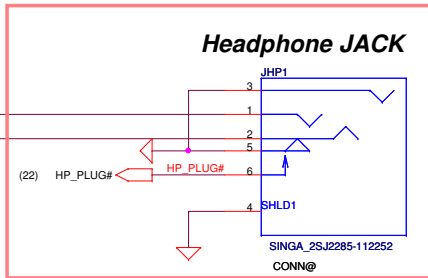 Headphone JACK
JHP1
3
1
2
5
(22) HP_PLUG# HP_PLUG# 6
4 SHLD1
SINGA_2SJ2285-112252
CONN@